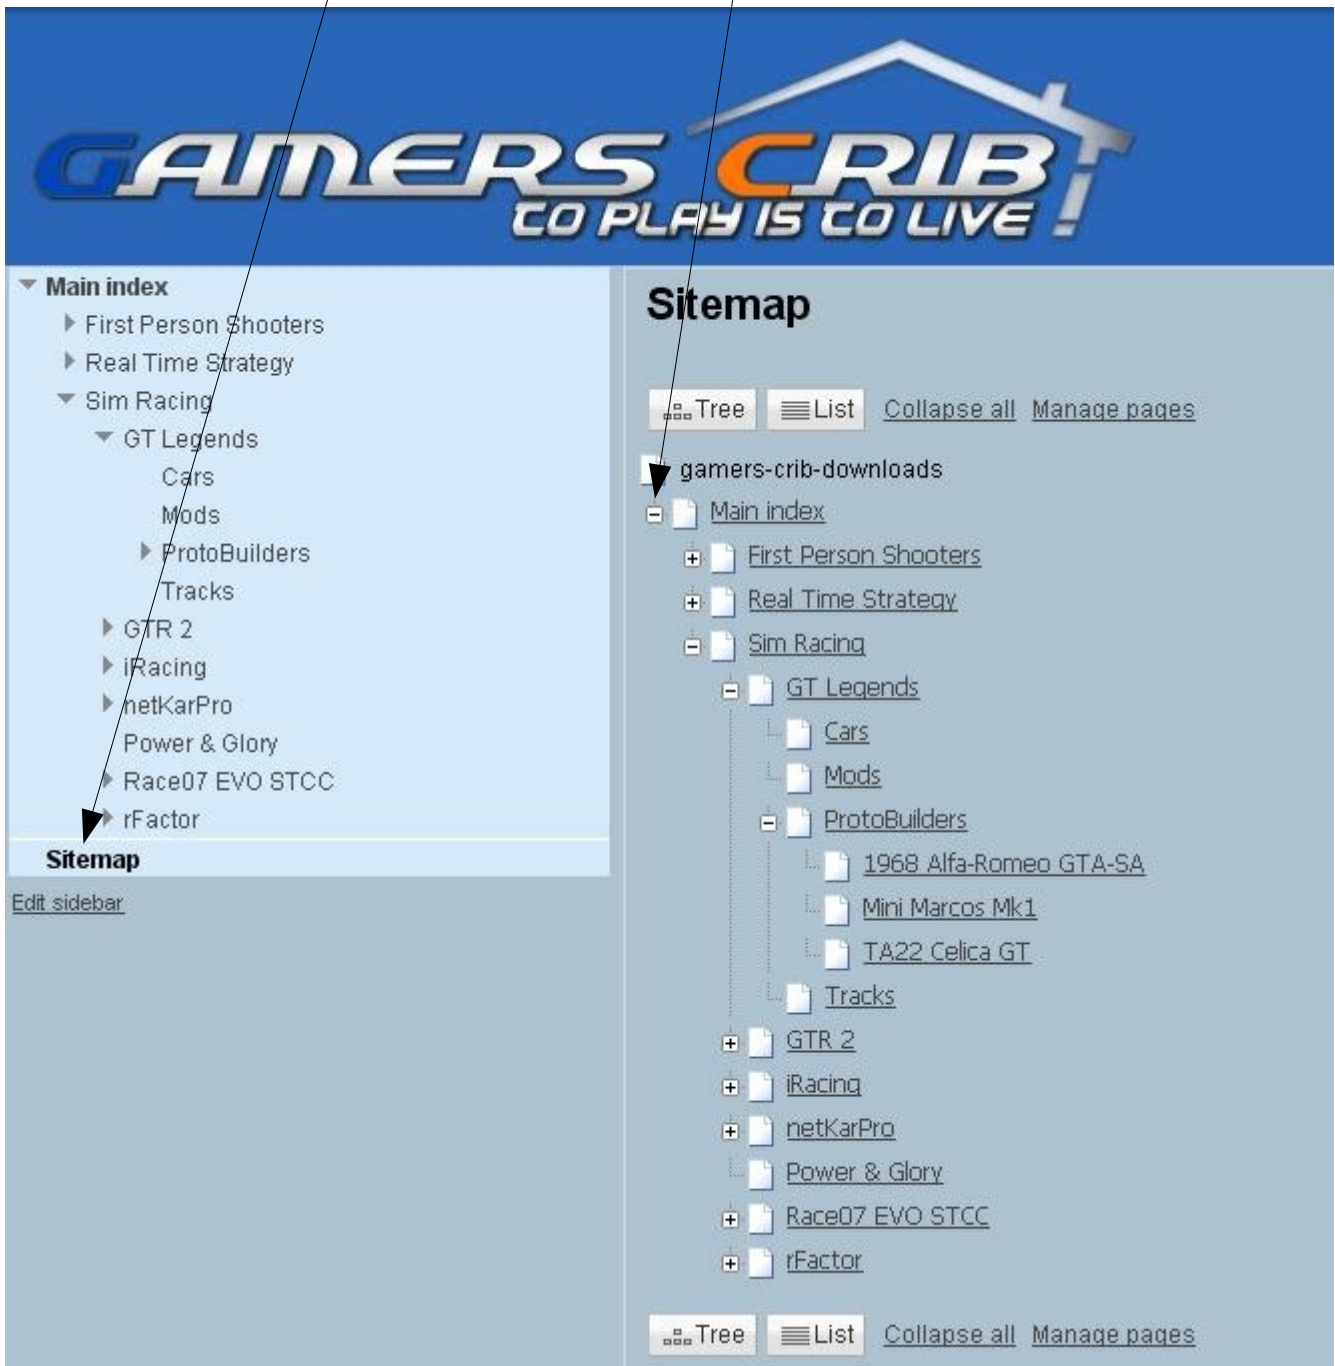 GAMERS CRIB
TO PLAY IS TO LIVE
Main index
First Person Shooters
Real Time Strategy
Sim Racing
GT Legends
Cars
Mods
ProtoBuilders
Tracks
GTR 2
iRacing
netKarPro
Power & Glory
Race07 EVO STCC
rFactor
Sitemap
Edit sidebar
Sitemap
Tree List Collapse all Manage pages
gamers-crib-downloads
Main index
First Person Shooters
Real Time Strategy
Sim Racing
GT Legends
Cars
Mods
ProtoBuilders
1968 Alfa-Romeo GTA-SA
Mini Marcos Mk1
TA22 Celica GT
Tracks
GTR 2
iRacing
netKarPro
Power & Glory
Race07 EVO STCC
rFactor
Tree List Collapse all Manage pages